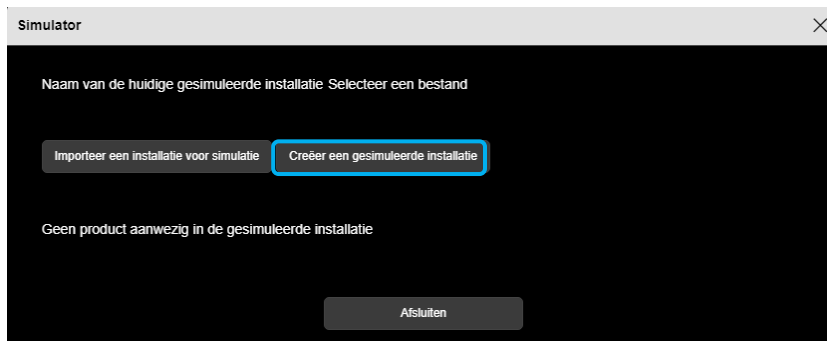 Simulator
Naam van de huidige gesimuleerde installatie Selecteer een bestand
Importeer een installatie voor simulatie
Creëer een gesimuleerde installatie
Geen product aanwezig in de gesimuleerde installatie
Afsluiten